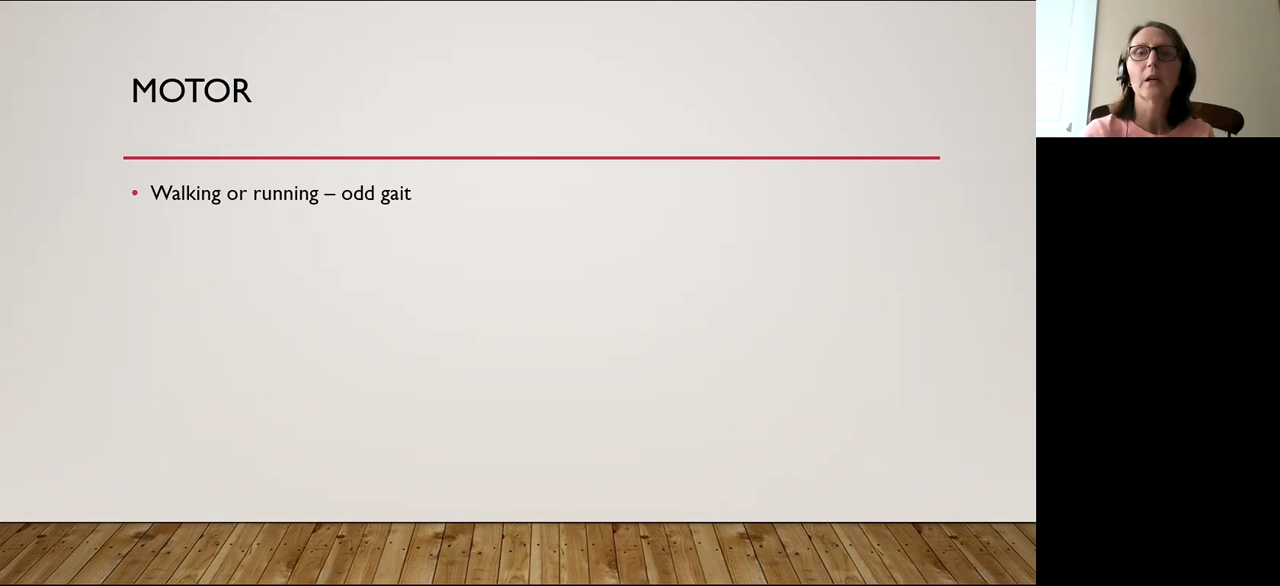 MOTOR
• Walking or running – odd gait